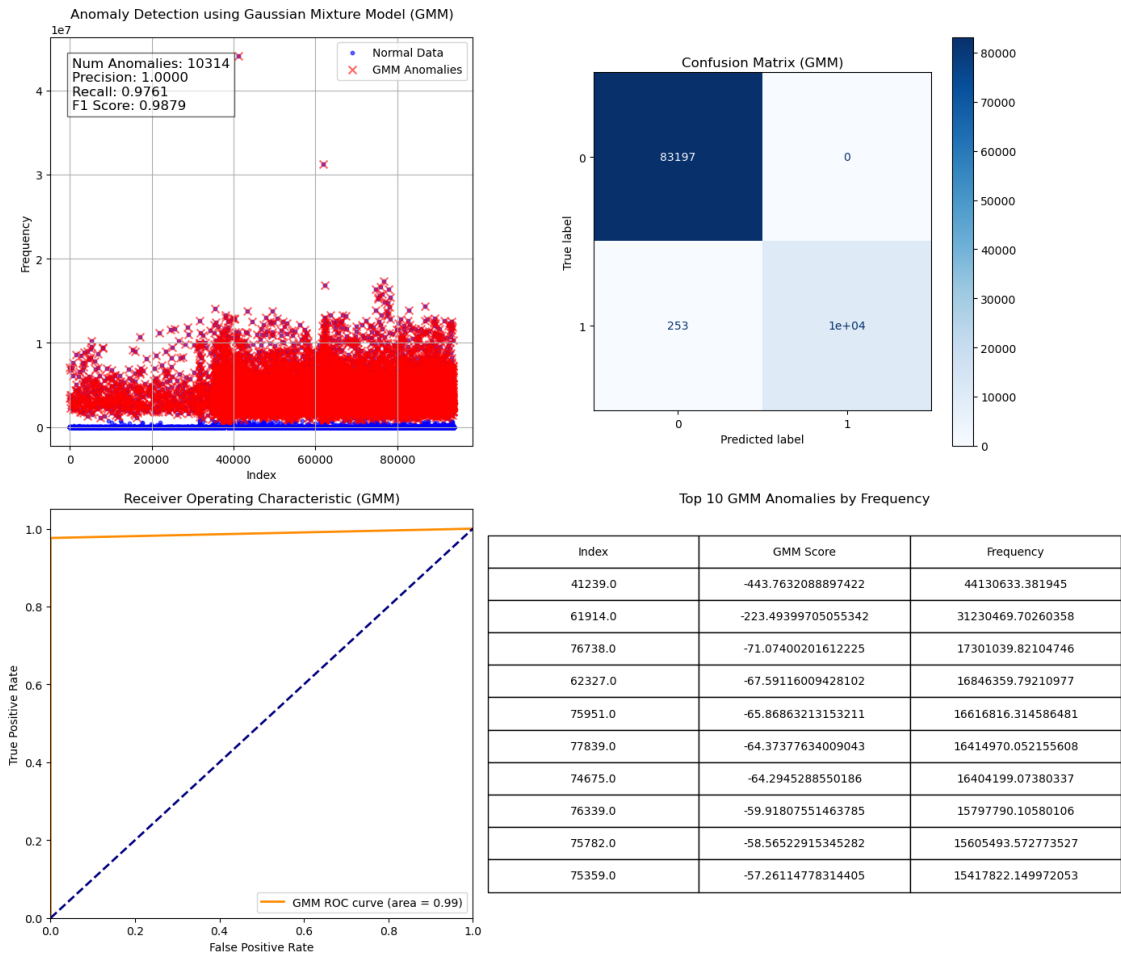 Anomaly Detection using Gaussian Mixture Model (GMM)
1e7
Num Anomalies: 10314
Precision: 1.0000
Recall: 0.9761
F1 Score: 0.9879
Normal Data
GMM Anomalies
4
3
2
1
0
Frequency
0 20000 40000 60000 80000
Index
Confusion Matrix (GMM)
0
1
True label
83197 0
253 1e+04
0 1
Predicted label
80000
70000
60000
50000
40000
30000
20000
10000
0
Receiver Operating Characteristic (GMM)
1.0
0.8
0.6
0.4
0.2
0.0
True Positive Rate
GMM ROC curve (area = 0.99)
0.0 0.2 0.4 0.6 0.8 1.0
False Positive Rate
Top 10 GMM Anomalies by Frequency
Index GMM Score Frequency
41239.0 -443.7632088897422 44130633.381945
61914.0 -223.49399705055342 31230469.70260358
76738.0 -71.07400201612225 17301039.82104746
62327.0 -67.59116009428102 16846359.79210977
75951.0 -65.86863213153211 16616816.314586481
77839.0 -64.37377634009043 16414970.052155608
74675.0 -64.2945288550186 16404199.07380337
76339.0 -59.91807551463785 15797790.10580106
75782.0 -58.56522915345282 15605493.572773527
75359.0 -57.26114778314405 15417822.149972053